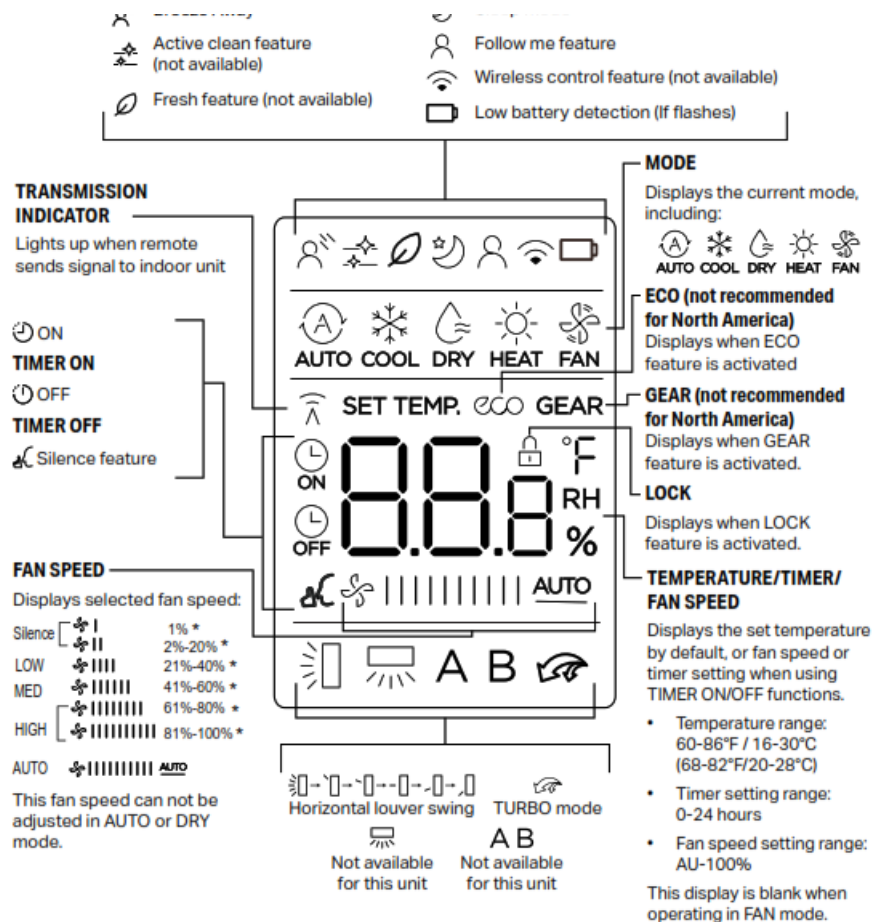 Active clean feature
(not available)
Fresh feature (not available)
Follow me feature
Wireless control feature (not available)
Low battery detection (If flashes)
TRANSMISSION
INDICATOR
Lights up when remote
sends signal to indoor unit
ON
TIMER ON
OFF
TIMER OFF
Silence feature
FAN SPEED
Displays selected fan speed:
Silence 1% *
2%-20% *
LOW 21%-40% *
MED 41%-60% *
61%-80% *
HIGH 81%-100% *
AUTO AUTO
This fan speed can not be
adjusted in AUTO or DRY
mode.
AUTO COOL DRY HEAT FAN
SET TEMP. eco GEAR
ON
OFF
88.8
°F
RH
%
AUTO
A B
Horizontal louver swing
TURBO mode
A B
Not available
for this unit
Not available
for this unit
MODE
Displays the current mode,
including:
AUTO COOL DRY HEAT FAN
ECO (not recommended
for North America)
Displays when ECO
feature is activated
GEAR (not recommended
for North America)
Displays when GEAR
feature is activated.
LOCK
Displays when LOCK
feature is activated.
TEMPERATURE/TIMER/
FAN SPEED
Displays the set temperature
by default, or fan speed or
timer setting when using
TIMER ON/OFF functions.
• Temperature range:
60-86°F / 16-30°C
(68-82°F/20-28°C)
• Timer setting range:
0-24 hours
• Fan speed setting range:
AU-100%
This display is blank when
operating in FAN mode.